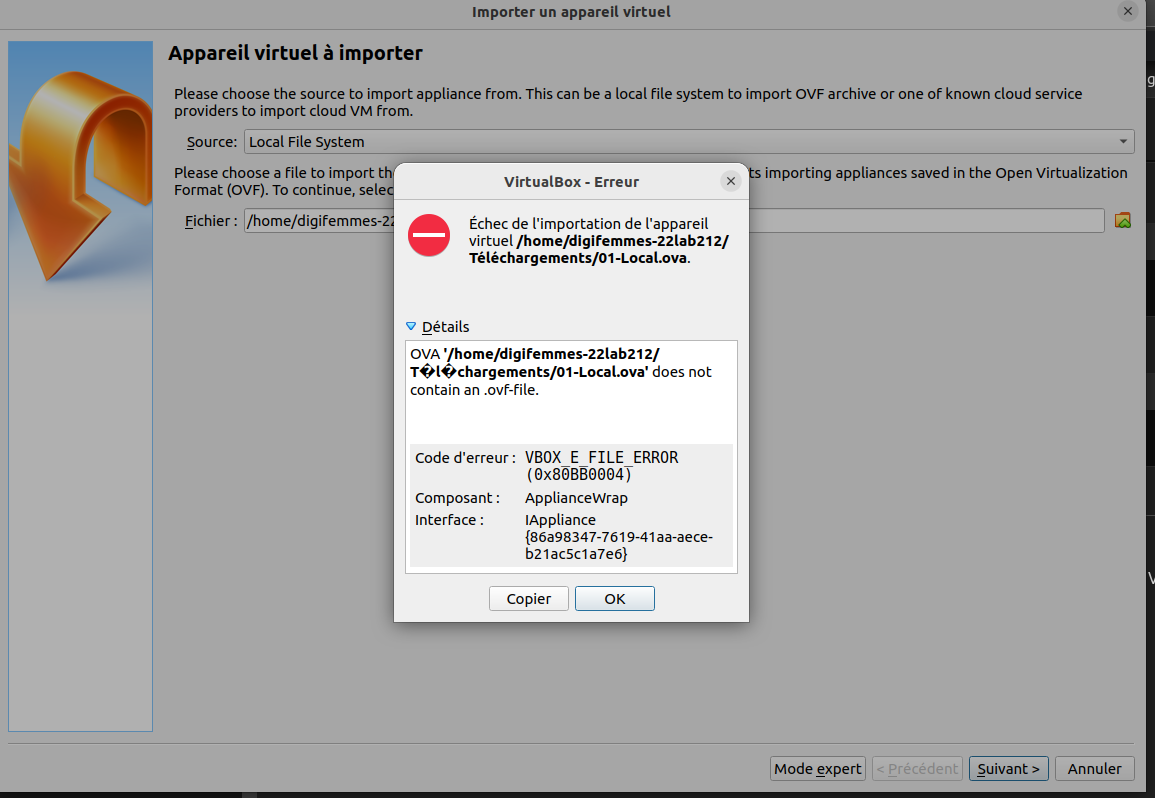 Importer un appareil virtuel
Appareil virtuel à importer
Please choose the source to import appliance from. This can be a local file system to import OVF archive or one of known cloud service
providers to import cloud VM from.
Source: Local File System
Please choose a file to import the
ts importing appliances saved in the Open Virtualization
Format (OVF). To continue, selec
Fichier : /home/digifemmes-22
VirtualBox - Erreur
Échec de l'importation de l'appareil
virtuel /home/digifemmes-22lab212/
Téléchargements/01-Local.ova.
Détails
OVA '/home/digifemmes-22lab212/
T�l�chargements/01-Local.ova' does not
contain an .ovf-file.
Code d'erreur : VBOX_E_FILE_ERROR
(0x80BB0004)
Composant : ApplianceWrap
Interface : IAppliance
{86a98347-7619-41aa-aece-
b21ac5c1a7e6}
Copier
OK
Mode expert
< Précédent
Suivant >
Annuler